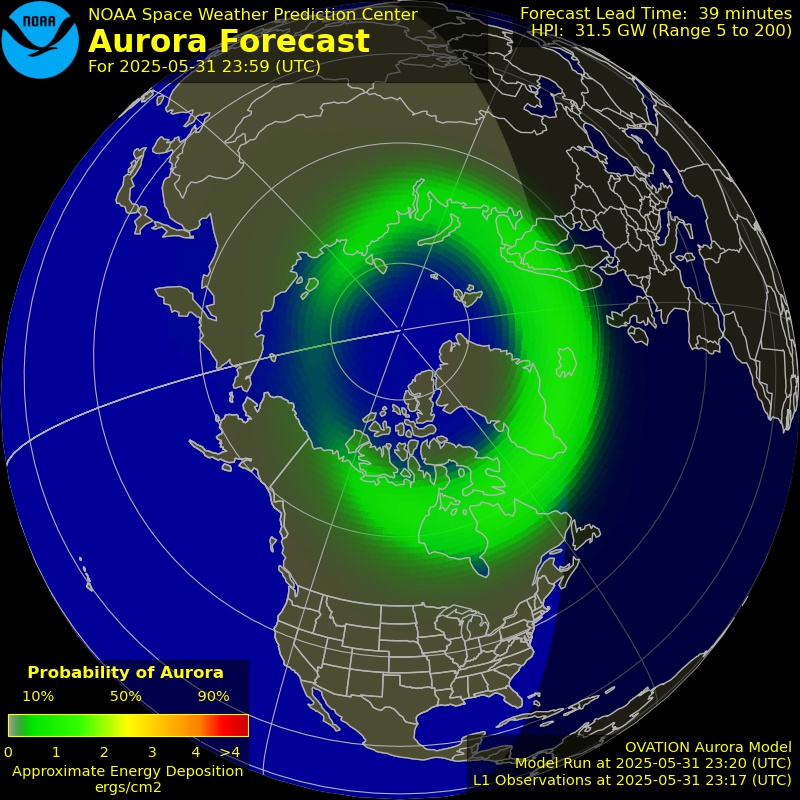 NOAA
NOAA Space Weather Prediction Center
Aurora Forecast
For 2025-05-31 23:59 (UTC)
Forecast Lead Time:  39 minutes
HPI:  31.5 GW (Range 5 to 200)
Probability of Aurora
10% 50% 90%
0 1 2 3 4 >4
Approximate Energy Deposition
ergs/cm2
OVATION Aurora Model
Model Run at 2025-05-31 23:20 (UTC)
L1 Observations at 2025-05-31 23:17 (UTC)